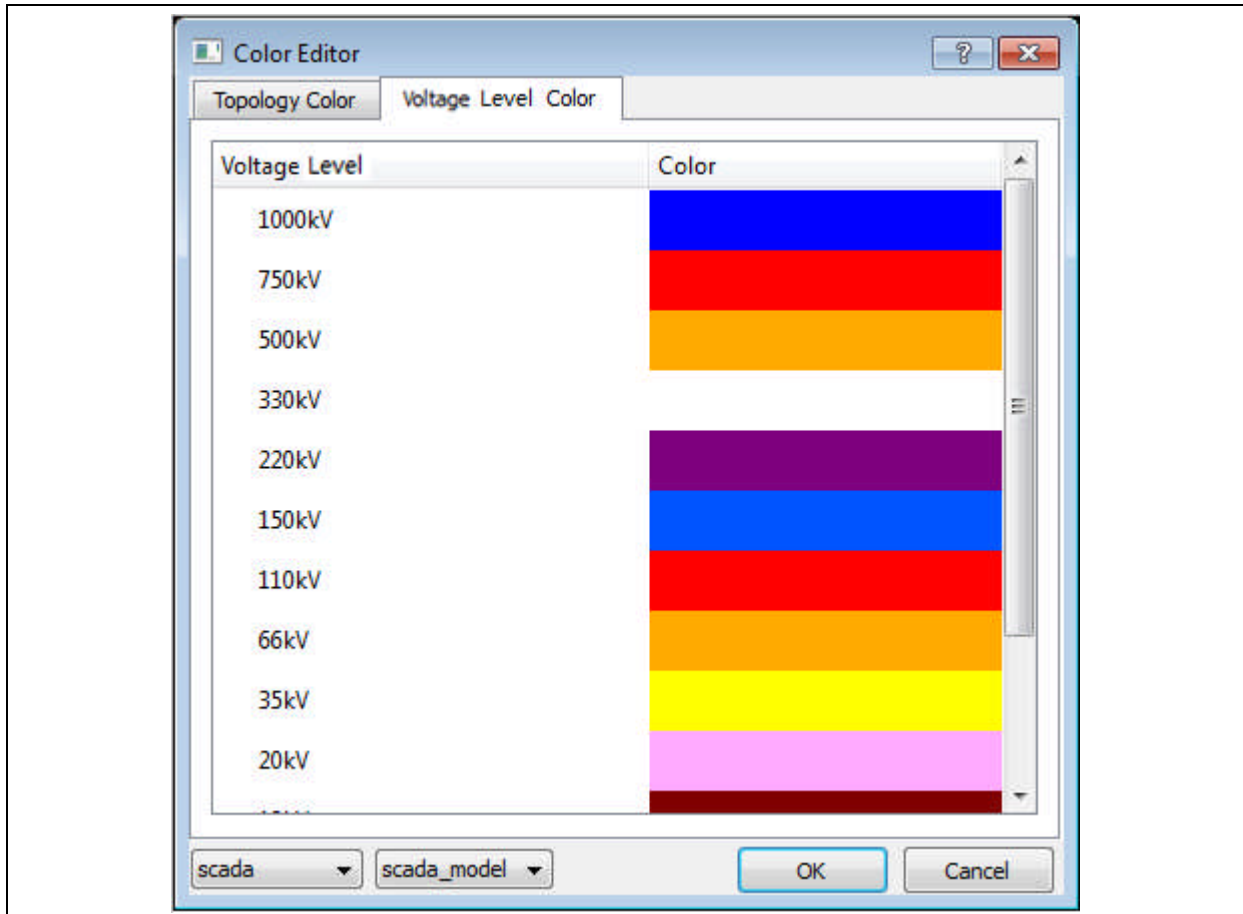 Color Editor
Topology Color
Voltage Level Color
Voltage Level Color
1000kV
750kV
500kV
330kV
220kV
150kV
110kV
66kV
35kV
20kV
scada
scada_model
OK
Cancel